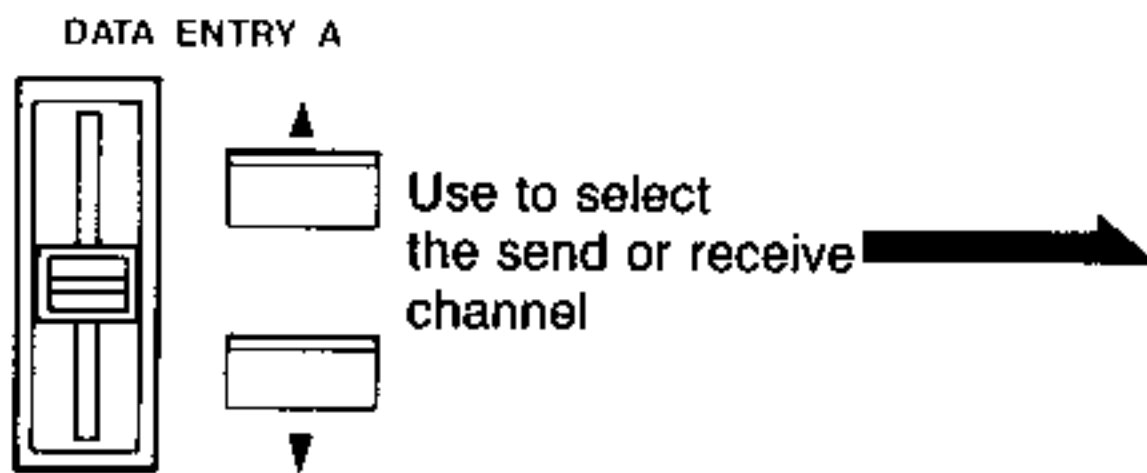 DATA ENTRY A
Use to select
the send or receive
channel